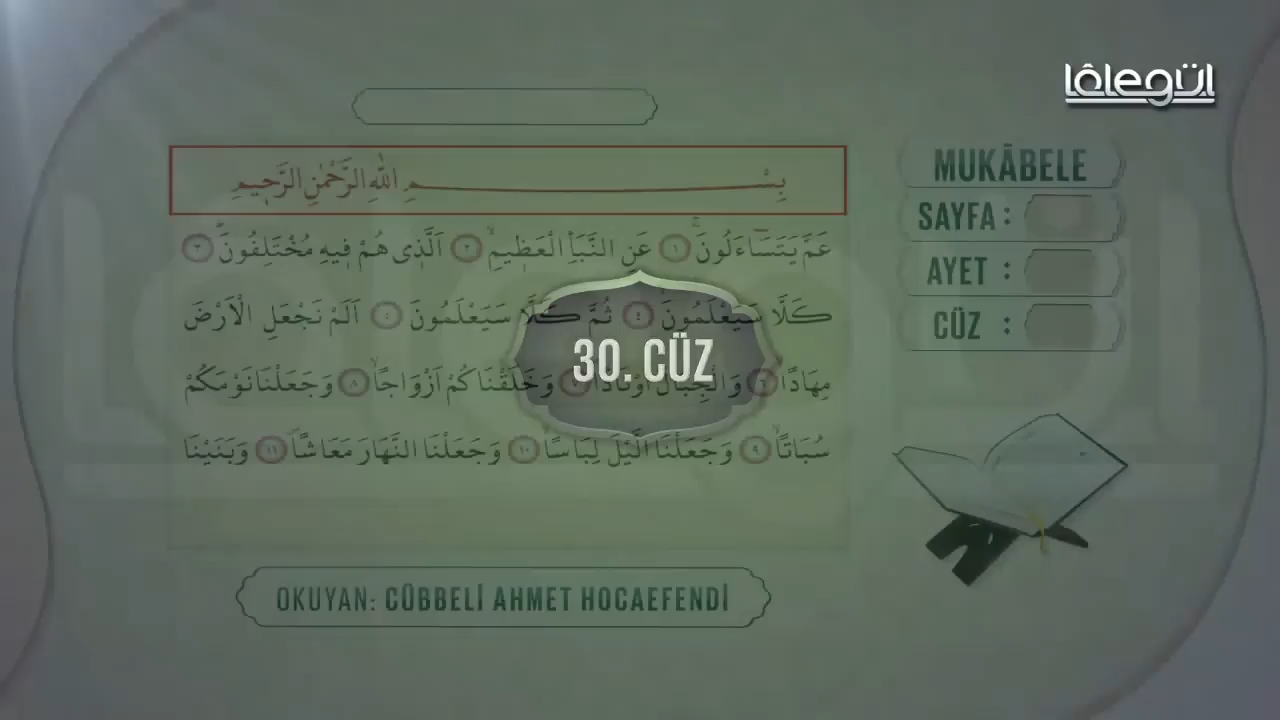 lâlegül
بِسْمِ اللّٰهِ الرَّحْمٰنِ الرَّح۪يمِ
عَمَّ يَتَسَٓاءَلُونَۚ ﴿١﴾ عَنِ النَّبَأِ الْعَظ۪يمِۙ ﴿٢﴾ اَلَّذ۪ي هُمْ ف۪يهِ مُخْتَلِفُونَۜ ﴿٣﴾
كَلَّا سَيَعْلَمُونَۙ ﴿٤﴾ ثُمَّ كَلَّا سَيَعْلَمُونَ ﴿٥﴾ اَلَمْ نَجْعَلِ الْاَرْضَ
مِهَادًاۙ ﴿٦﴾ وَالْجِبَالَ اَوْتَادًاۙ ﴿٧﴾ وَخَلَقْنَاكُمْ اَزْوَاجًاۙ ﴿٨﴾ وَجَعَلْنَا نَوْمَكُمْ
سُبَاتًاۙ ﴿٩﴾ وَجَعَلْنَا الَّيْلَ لِبَاسًاۙ ﴿١٠﴾ وَجَعَلْنَا النَّهَارَ مَعَاشًاۖ ﴿١١﴾ وَبَنَيْنَا
30. CÜZ
MUKÂBELE
SAYFA :
AYET :
CÜZ :
OKUYAN: CÜBBELİ AHMET HOCAEFENDİ